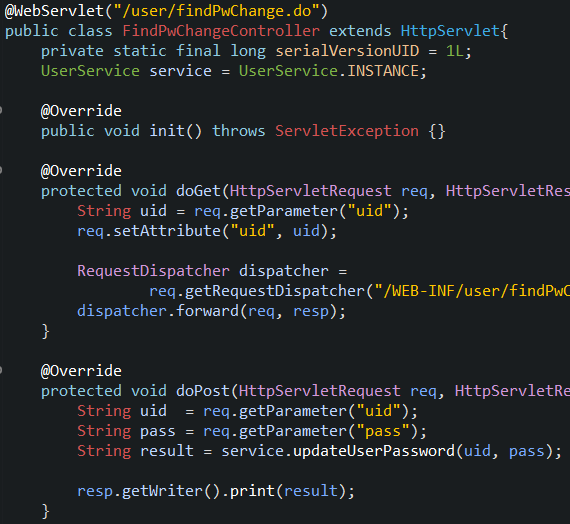 @WebServlet("/user/findPwChange.do")
public class FindPwChangeController extends HttpServlet{
    private static final long serialVersionUID = 1L;
    UserService service = UserService.INSTANCE;

    @Override
    public void init() throws ServletException {}

    @Override
    protected void doGet(HttpServletRequest req, HttpServletRes
        String uid = req.getParameter("uid");
        req.setAttribute("uid", uid);

        RequestDispatcher dispatcher =
                req.getRequestDispatcher("/WEB-INF/user/findPwC
        dispatcher.forward(req, resp);
    }

    @Override
    protected void doPost(HttpServletRequest req, HttpServletRe
        String uid  = req.getParameter("uid");
        String pass = req.getParameter("pass");
        String result = service.updateUserPassword(uid, pass);

        resp.getWriter().print(result);
    }